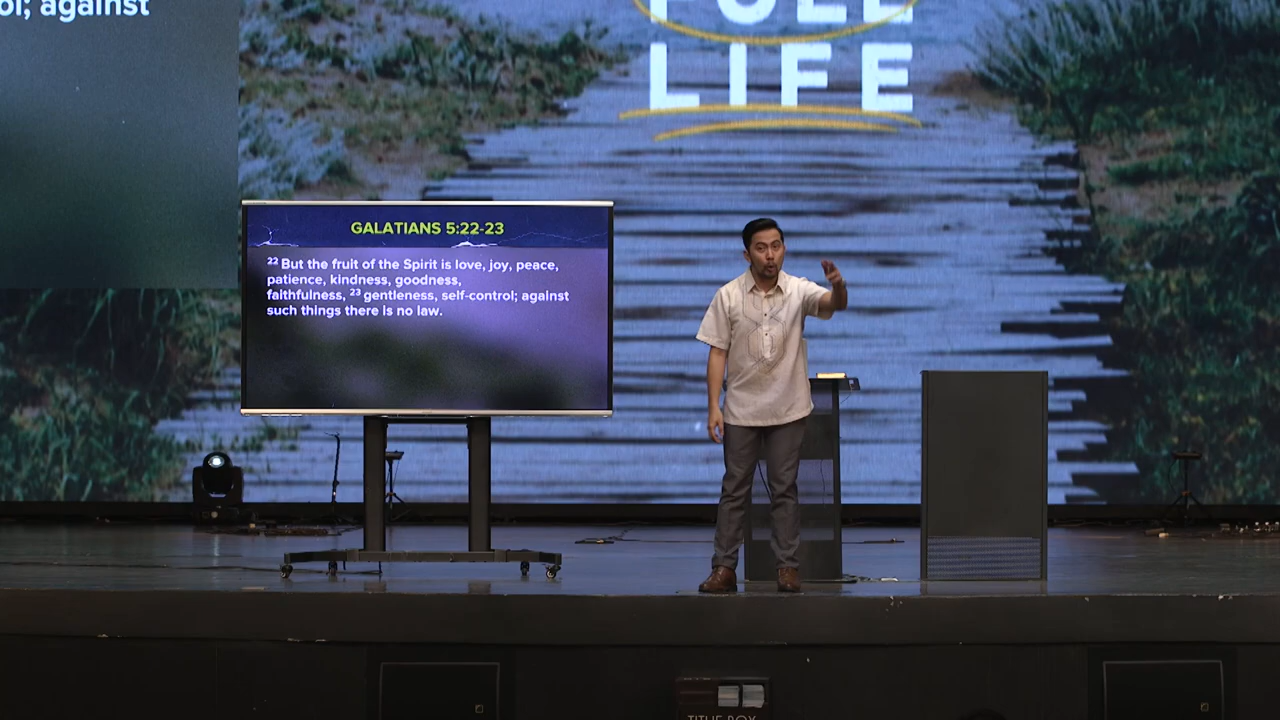 ol; against
FULL
LIFE
GALATIANS 5:22-23
22 But the fruit of the Spirit is love, joy, peace,
patience, kindness, goodness,
faithfulness, 23 gentleness, self-control; against
such things there is no law.
TITHE BOX